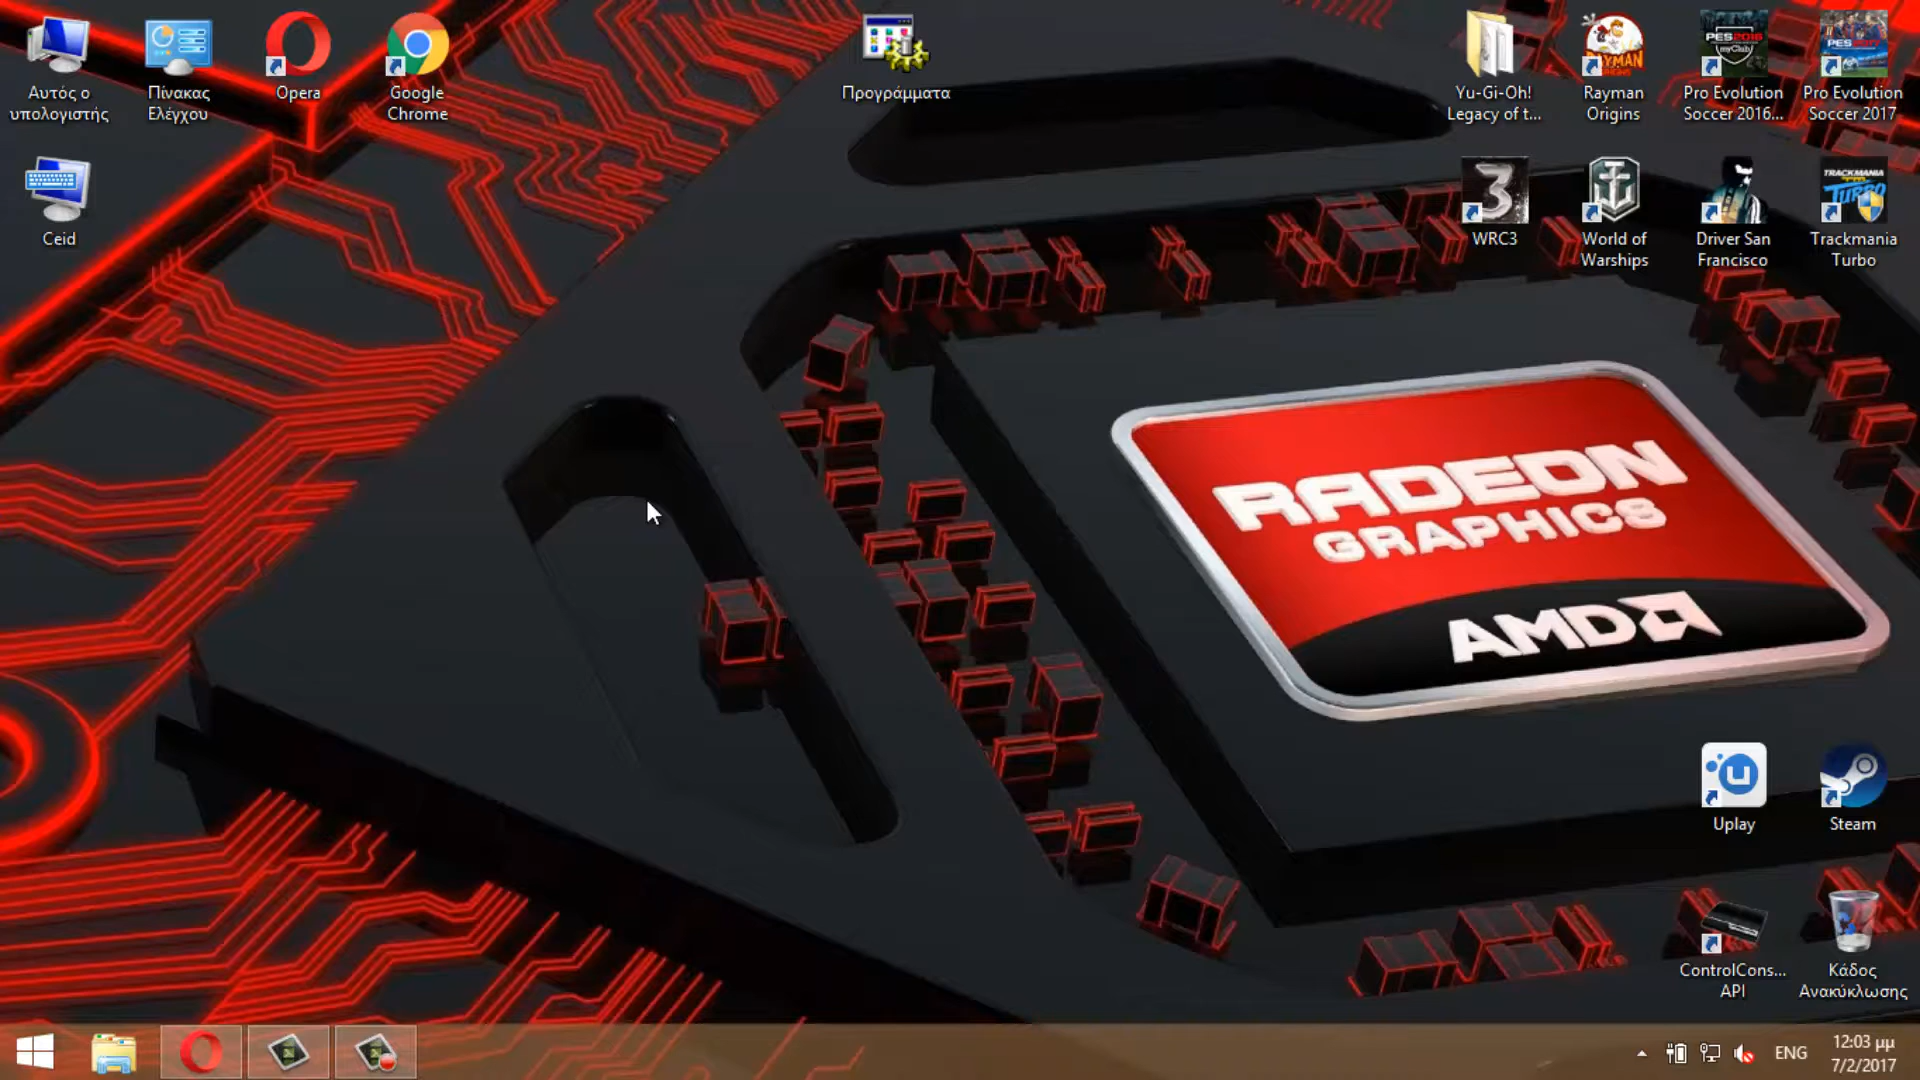 Αυτός ο
υπολογιστής
Πίνακας
Ελέγχου
Opera
Google
Chrome
Προγράμματα
Yu-Gi-Oh!
Legacy of t...
Rayman
Origins
Pro Evolution
Soccer 2016...
Pro Evolution
Soccer 2017
Ceid
WRC3
World of
Warships
Driver San
Francisco
Trackmania
Turbo
RADEON
GRAPHICS
AMD
Uplay
Steam
ControlCons...
API
Κάδος
Ανακύκλωσης
ENG
12:03 μμ
7/2/2017